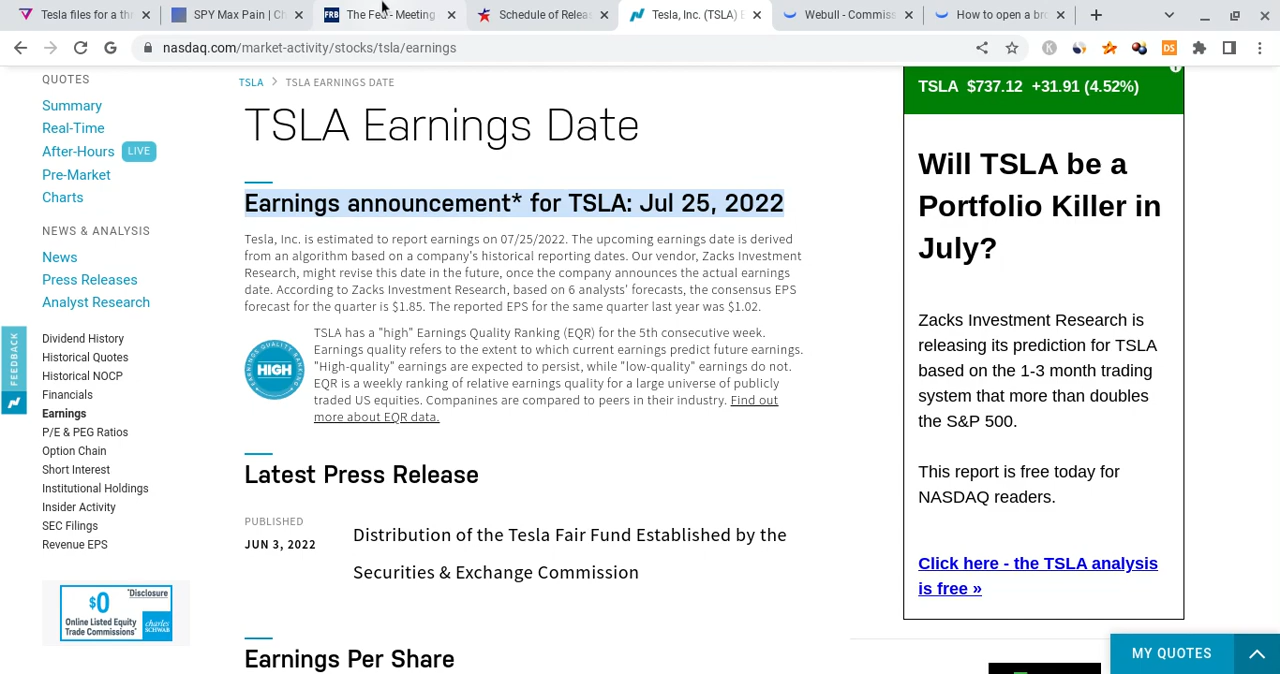 Tesla files for a th
SPY Max Pain | Ch
FRB
The Fed - Meeting
Schedule of Releas
Tesla, Inc. (TSLA) E
Webull - Commiss
How to open a bro
nasdaq.com/market-activity/stocks/tsla/earnings
K
DS
QUOTES
Summary
Real-Time
After-Hours LIVE
Pre-Market
Charts
NEWS & ANALYSIS
News
Press Releases
Analyst Research
Dividend History
Historical Quotes
Historical NOCP
Financials
Earnings
P/E & PEG Ratios
Option Chain
Short Interest
Institutional Holdings
Insider Activity
SEC Filings
Revenue EPS
FEEDBACK
$0
*Disclosure
Online Listed Equity
Trade Commissions*
charles
SCHWAB
TSLA > TSLA EARNINGS DATE
TSLA Earnings Date
Earnings announcement* for TSLA: Jul 25, 2022
Tesla, Inc. is estimated to report earnings on 07/25/2022. The upcoming earnings date is derived
from an algorithm based on a company's historical reporting dates. Our vendor, Zacks Investment
Research, might revise this date in the future, once the company announces the actual earnings
date. According to Zacks Investment Research, based on 6 analysts' forecasts, the consensus EPS
forecast for the quarter is $1.85. The reported EPS for the same quarter last year was $1.02.
EARNINGS QUALITY RANKING (EQR)
HIGH
TSLA has a "high" Earnings Quality Ranking (EQR) for the 5th consecutive week.
Earnings quality refers to the extent to which current earnings predict future earnings.
"High-quality" earnings are expected to persist, while "low-quality" earnings do not.
EQR is a weekly ranking of relative earnings quality for a large universe of publicly
traded US equities. Companines are compared to peers in their industry. Find out
more about EQR data.
Latest Press Release
PUBLISHED
JUN 3, 2022
Distribution of the Tesla Fair Fund Established by the
Securities & Exchange Commission
Earnings Per Share
TSLA $737.12 +31.91 (4.52%)
Will TSLA be a
Portfolio Killer in
July?
Zacks Investment Research is
releasing its prediction for TSLA
based on the 1-3 month trading
system that more than doubles
the S&P 500.
This report is free today for
NASDAQ readers.
Click here - the TSLA analysis
is free »
MY QUOTES